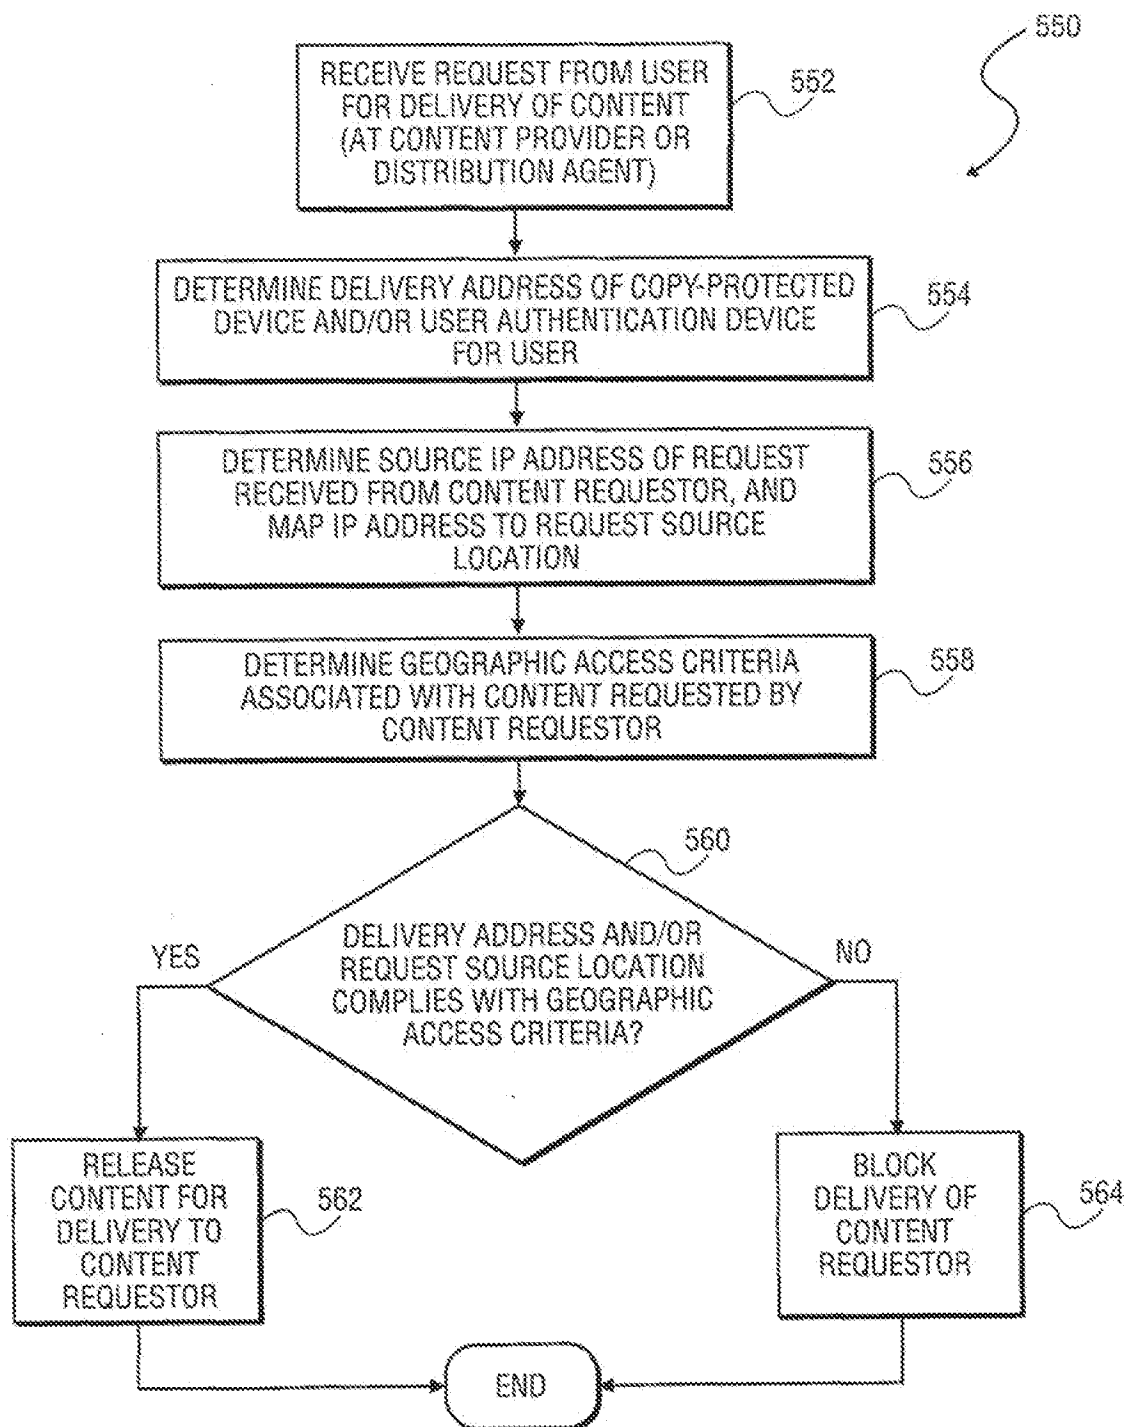 550
RECEIVE REQUEST FROM USER
FOR DELIVERY OF CONTENT
(AT CONTENT PROVIDER OR
DISTRIBUTION AGENT)
552
DETERMINE DELIVERY ADDRESS OF COPY-PROTECTED
DEVICE AND/OR USER AUTHENTICATION DEVICE
FOR USER
554
DETERMINE SOURCE IP ADDRESS OF REQUEST
RECEIVED FROM CONTENT REQUESTOR, AND
MAP IP ADDRESS TO REQUEST SOURCE
LOCATION
556
DETERMINE GEOGRAPHIC ACCESS CRITERIA
ASSOCIATED WITH CONTENT REQUESTED BY
CONTENT REQUESTOR
558
560
DELIVERY ADDRESS AND/OR
REQUEST SOURCE LOCATION
COMPLIES WITH GEOGRAPHIC
ACCESS CRITERIA?
YES
NO
RELEASE
CONTENT FOR
DELIVERY TO
CONTENT
REQUESTOR
562
BLOCK
DELIVERY OF
CONTENT
REQUESTOR
564
END